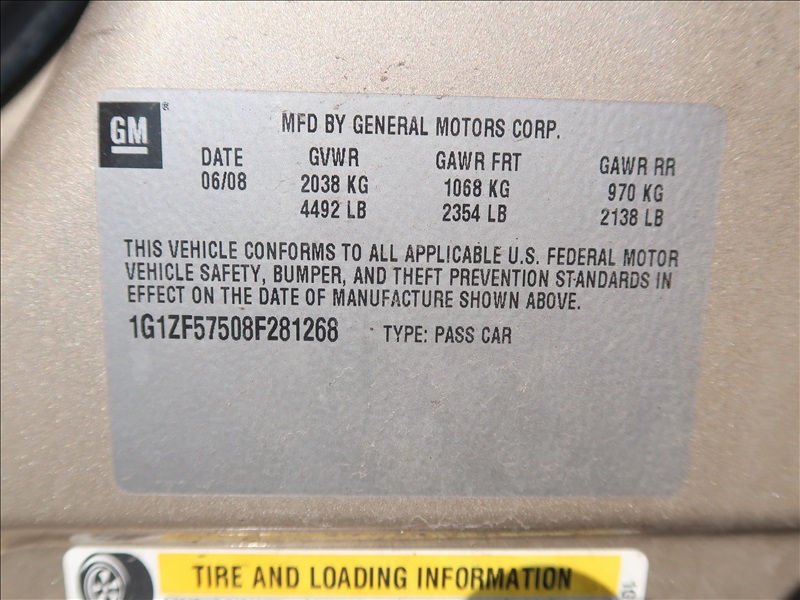 GM ®
MFD BY GENERAL MOTORS CORP.
DATE GVWR GAWR FRT GAWR RR
06/08 2038 KG 1068 KG 970 KG
4492 LB 2354 LB 2138 LB
THIS VEHICLE CONFORMS TO ALL APPLICABLE U.S. FEDERAL MOTOR
VEHICLE SAFETY, BUMPER, AND THEFT PREVENTION STANDARDS IN
EFFECT ON THE DATE OF MANUFACTURE SHOWN ABOVE.
1G1ZF57508F281268 TYPE: PASS CAR
TIRE AND LOADING INFORMATION